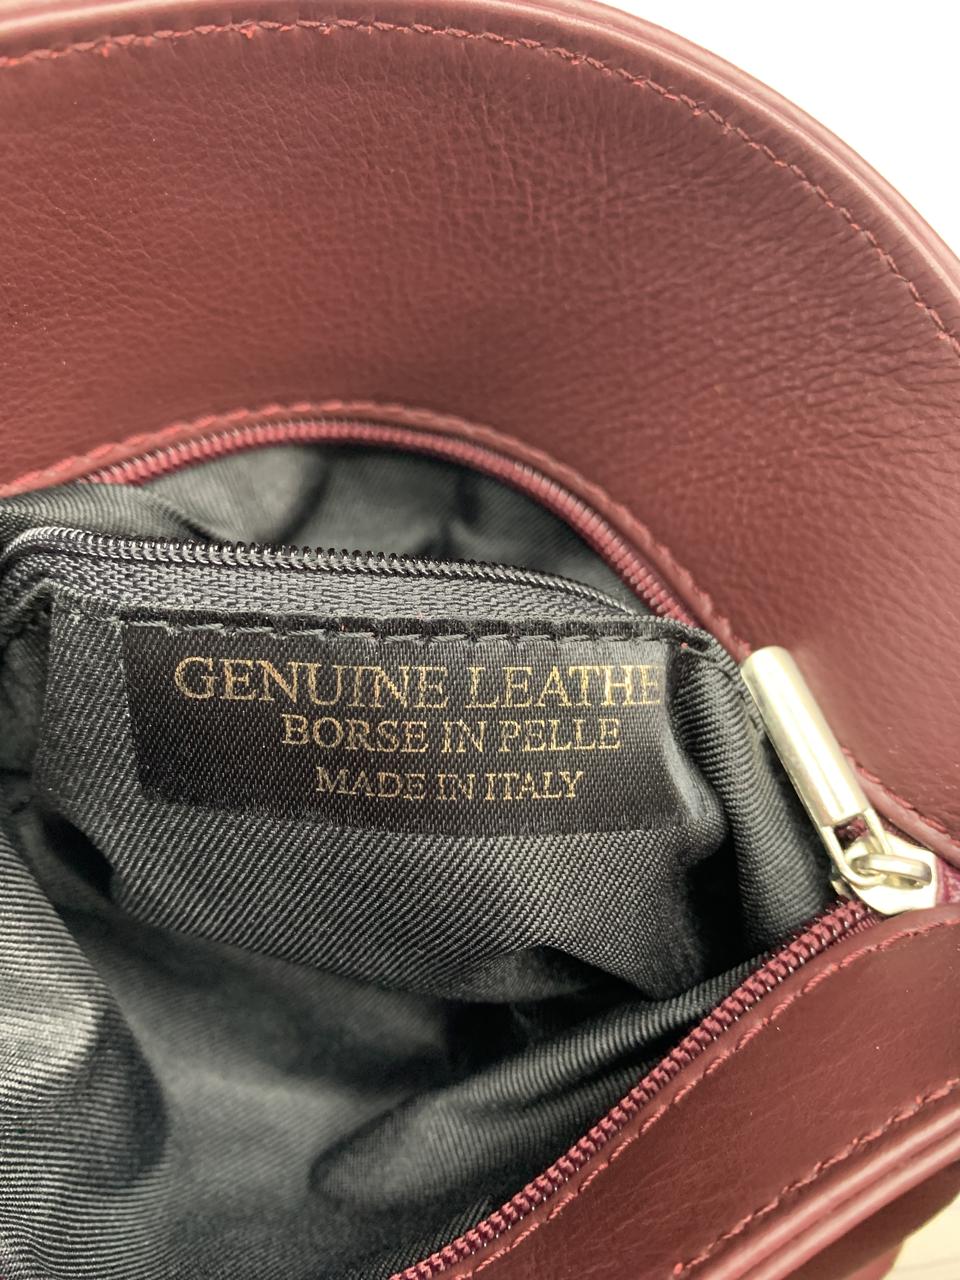 GENUINE LEATHE
BORSE IN PELLE
MADE IN ITALY